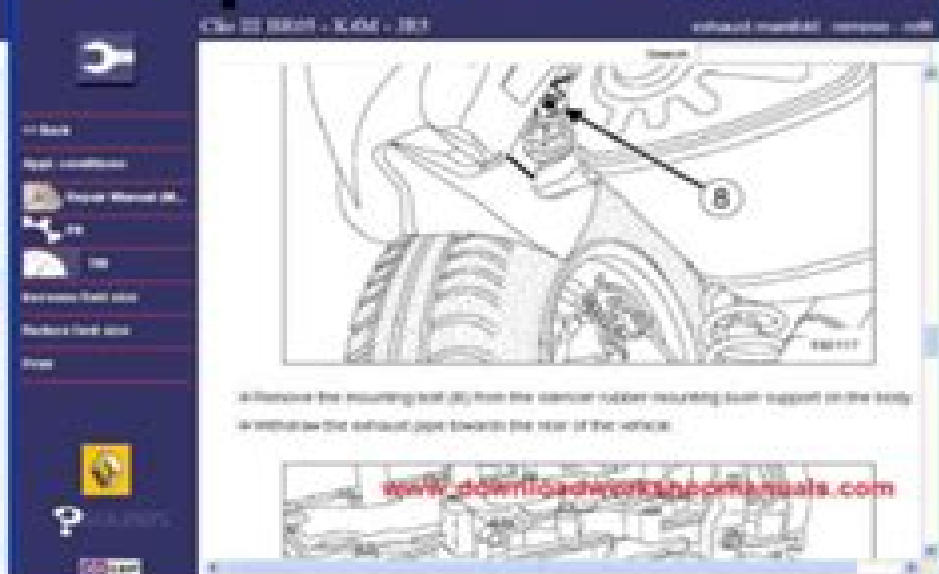 Clio III BR05 - K4M - JR5
exhaust manifold : remove - refit
Search
<< Back
Appl. conditions
Repair Manual
Increase font size
Reduce font size
Print
8
Remove the mounting bolt (8) from the silencer rubber mounting bush support on the body.
Withdraw the exhaust pipe towards the rear of the vehicle.
www.downloadworkshopmanuals.com
?